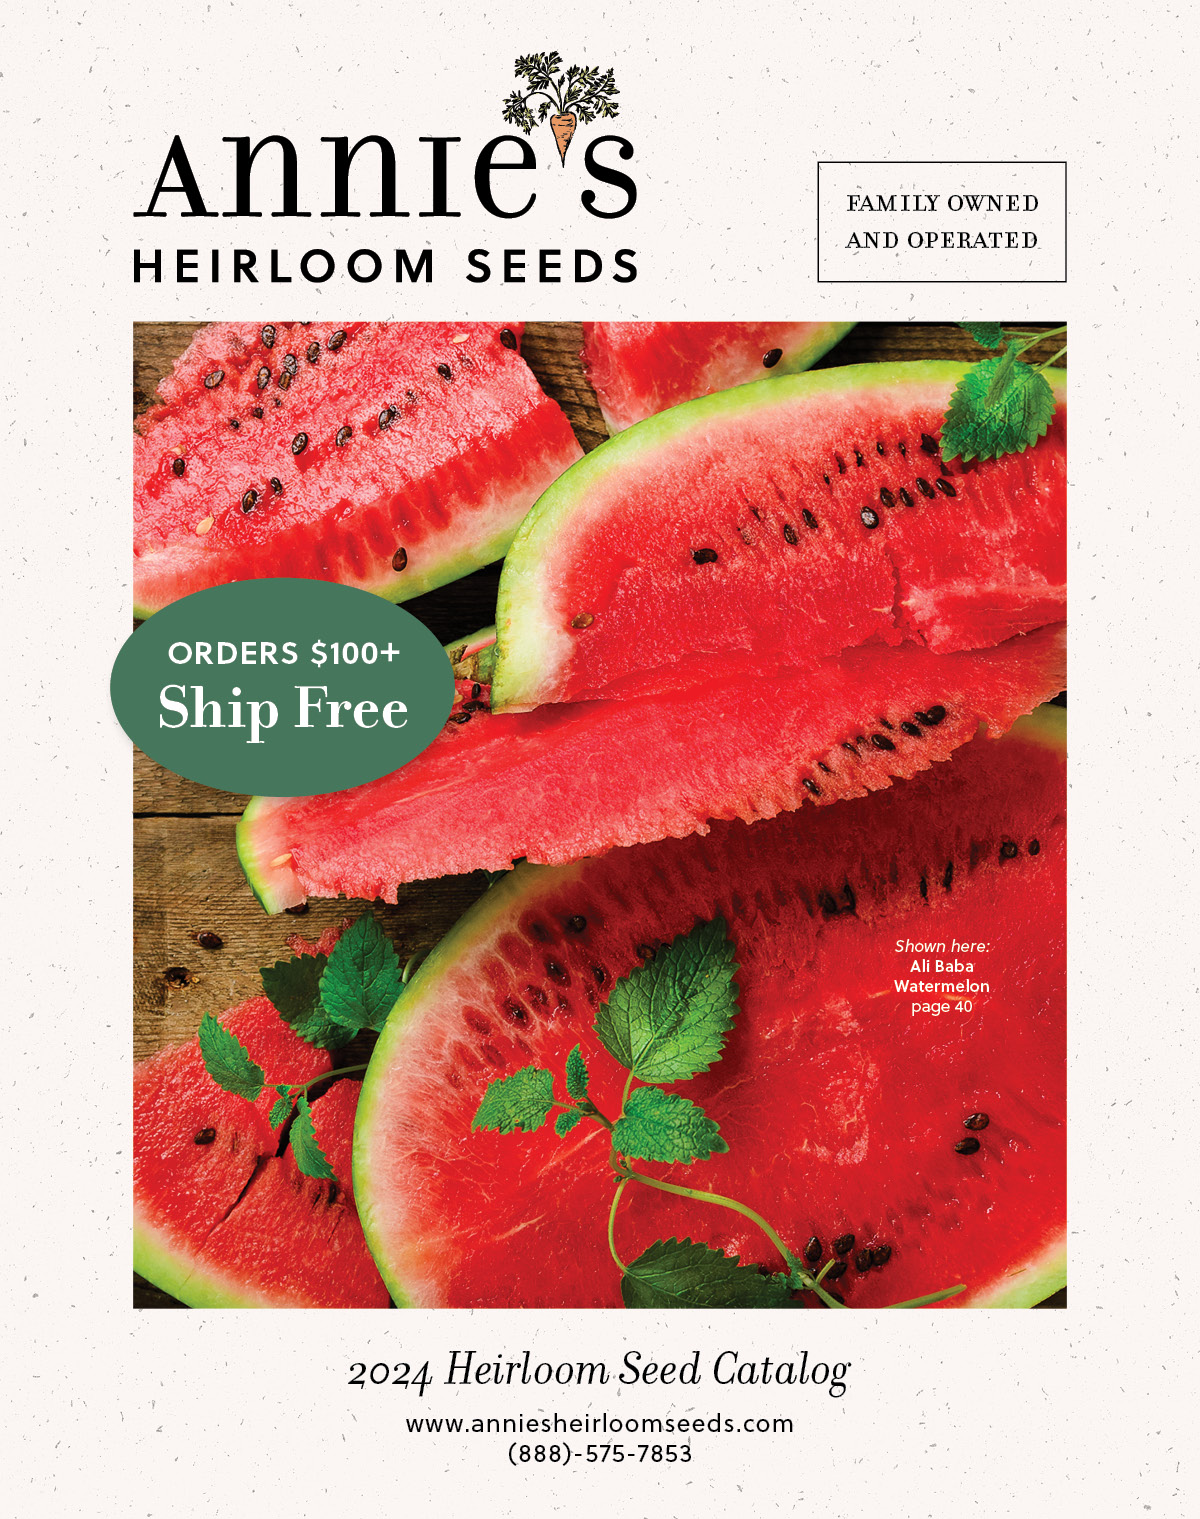 Annie's
HEIRLOOM SEEDS
FAMILY OWNED
AND OPERATED
ORDERS $100+
Ship Free
Shown here:
Ali Baba
Watermelon
page 40
2024 Heirloom Seed Catalog
www.anniesheirloomseeds.com
(888)-575-7853